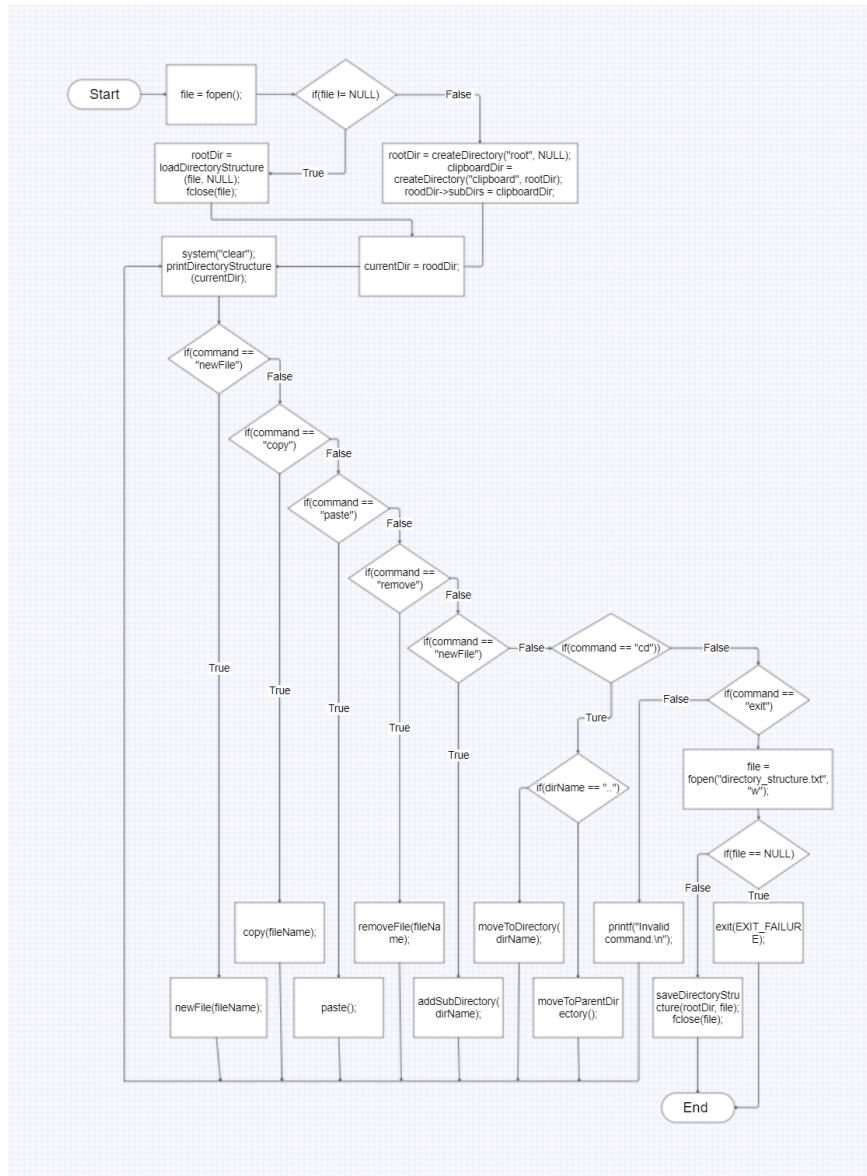 Start
file = fopen();
if(file != NULL)
False
True
rootDir =
loadDirectoryStructure
(file, NULL);
fclose(file);
rootDir = createDirectory("root", NULL);
clipboardDir =
createDirectory("clipboard", rootDir);
roodDir->subDirs = clipboardDir;
system("clear");
printDirectoryStructure
(currentDir);
currentDir = roodDir;
if(command ==
"newFile")
False
if(command ==
"copy")
False
if(command ==
"paste")
False
if(command ==
"remove")
False
if(command ==
"newFile")
False
if(command == "cd"))
False
True
True
True
True
True
Ture
if(command ==
"exit")
False
file =
fopen("directory_structure.txt",
"w");
if(dirName == "..")
if(file == NULL)
False
True
copy(fileName);
removeFile(fileNa
me);
moveToDirectory(
dirName);
printf("Invalid
command.\n");
exit(EXIT_FAILUR
E);
newFile(fileName);
paste();
addSubDirectory(
dirName);
moveToParentDir
ectory();
saveDirectoryStru
cture(rootDir, file);
fclose(file);
End